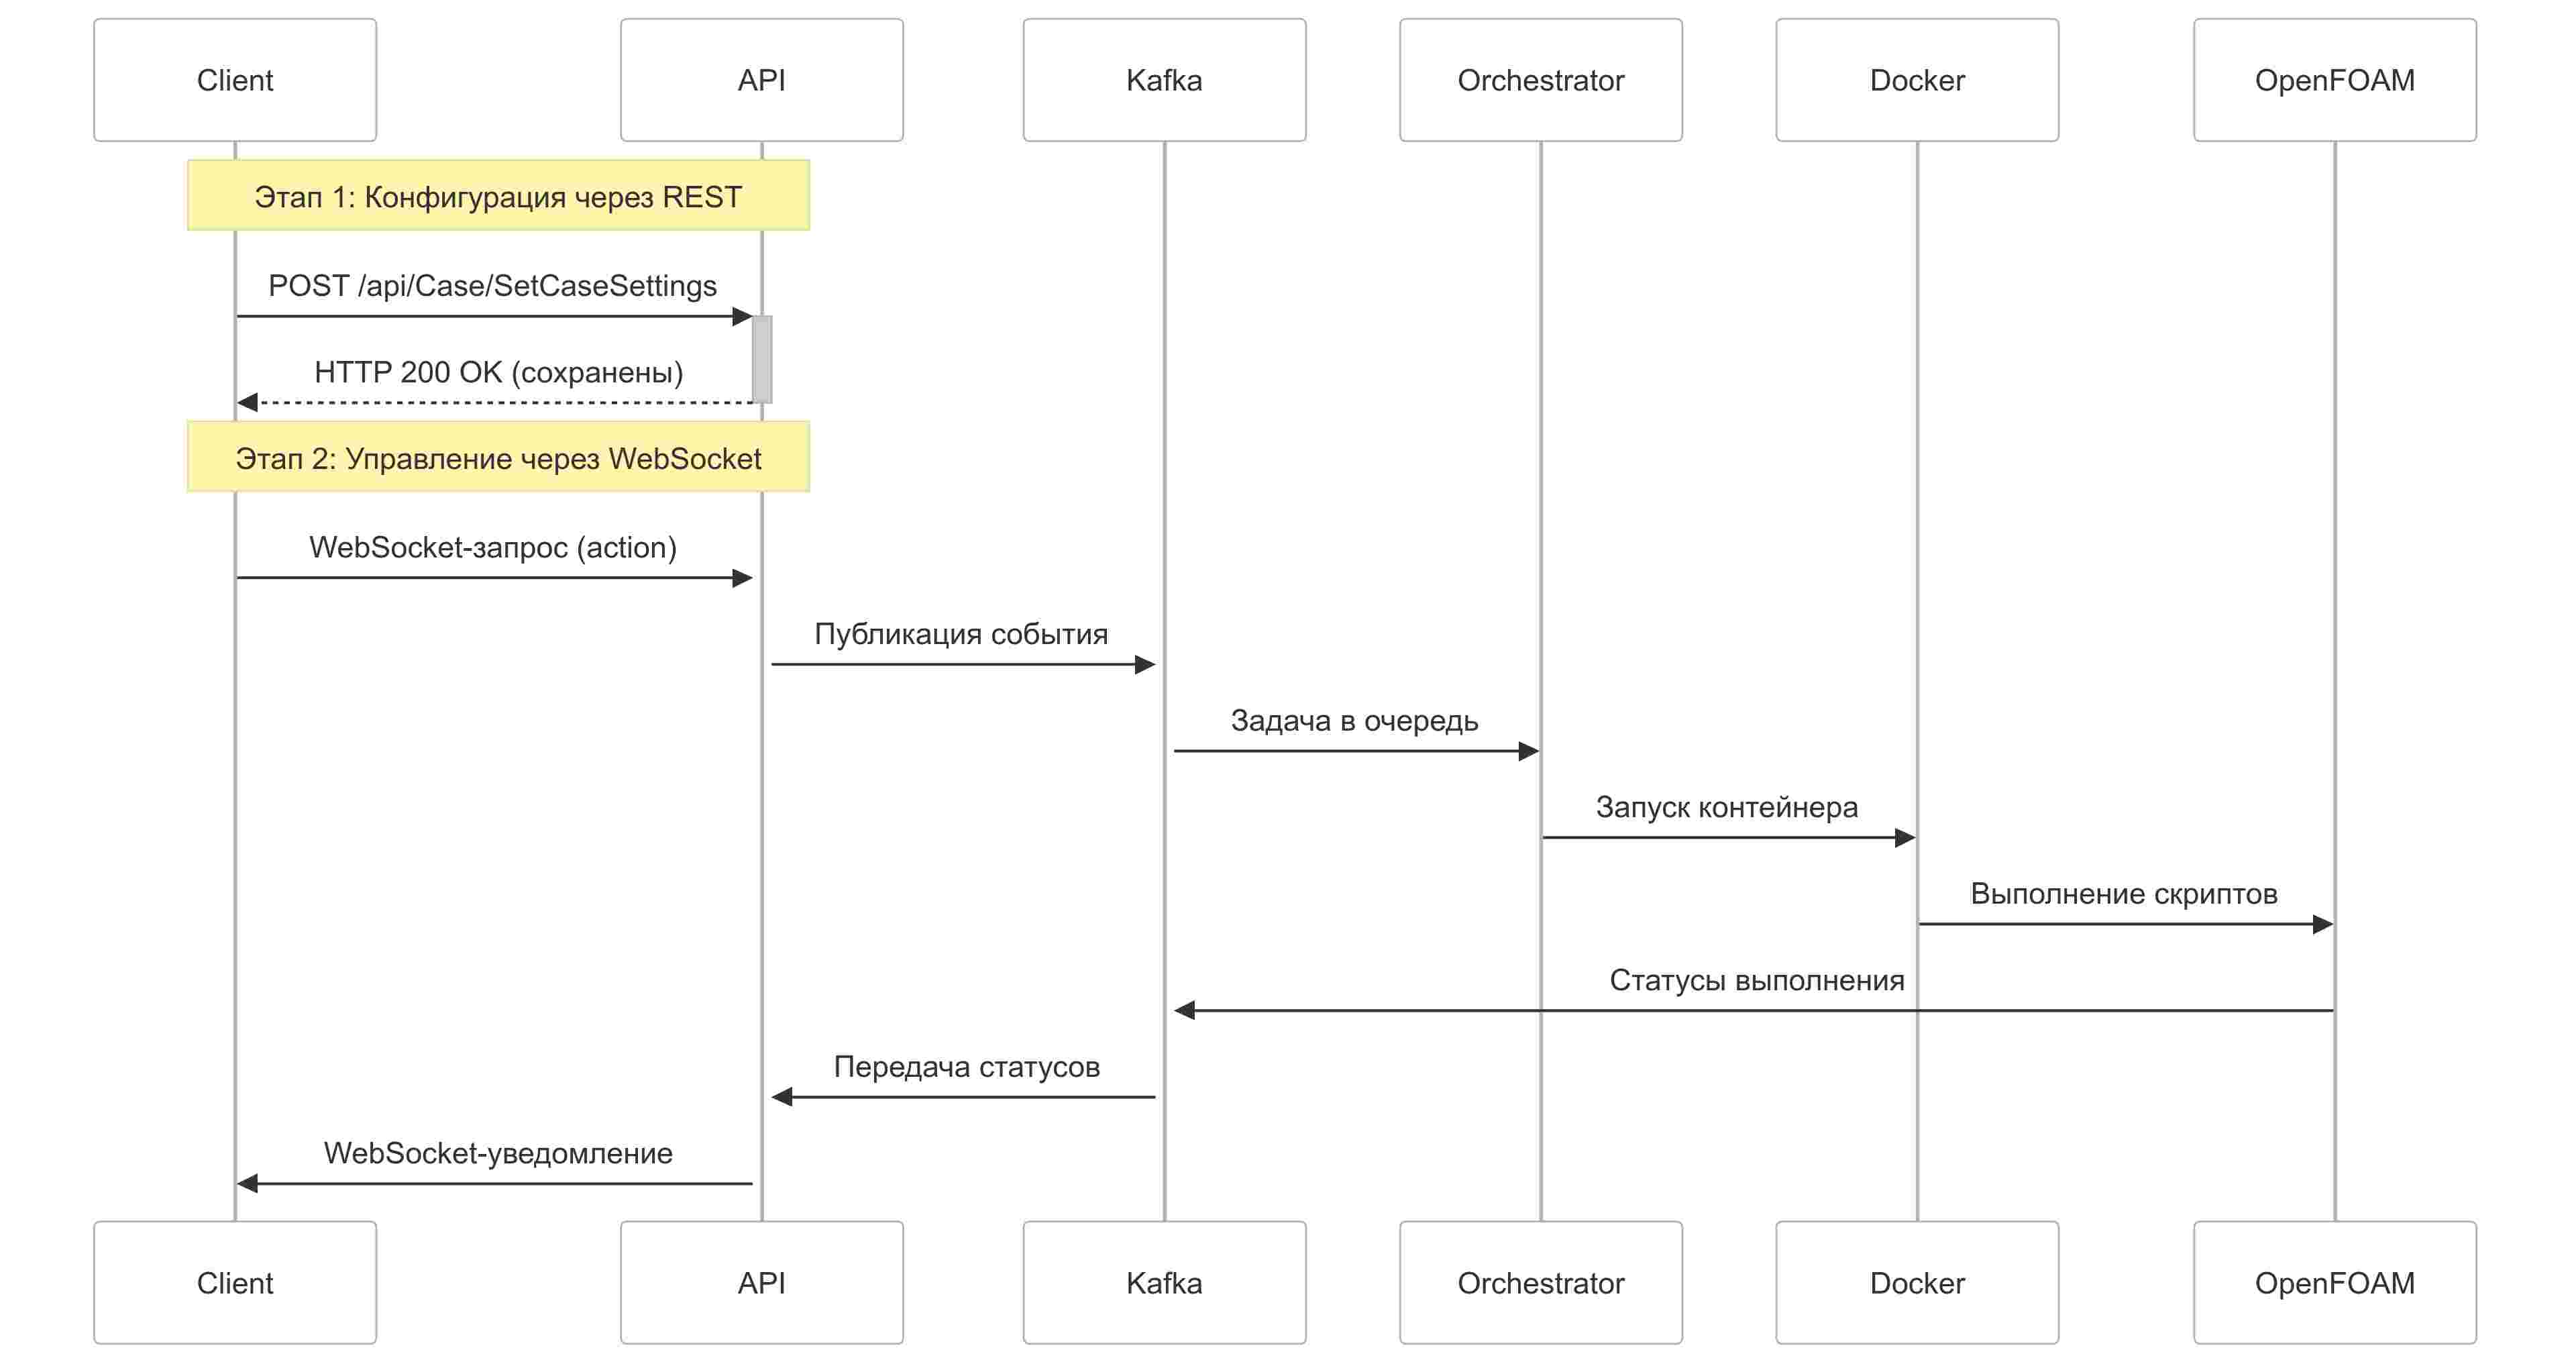 Client
API
Kafka
Orchestrator
Docker
OpenFOAM
Этап 1: Конфигурация через REST
POST /api/Case/SetCaseSettings
HTTP 200 OK (сохранены)
Этап 2: Управление через WebSocket
WebSocket-запрос (action)
Публикация события
Задача в очередь
Запуск контейнера
Выполнение скриптов
Статусы выполнения
Передача статусов
WebSocket-уведомление
Client
API
Kafka
Orchestrator
Docker
OpenFOAM